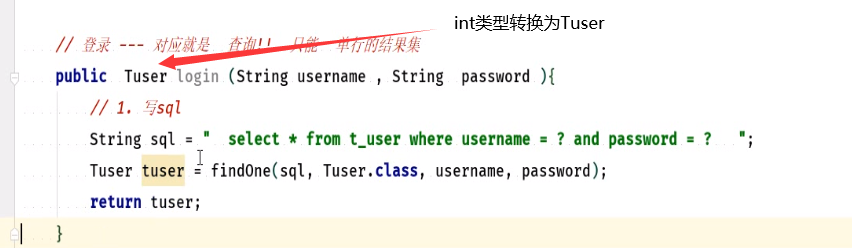 int类型转换为Tuser
// 登录 --- 对应就是 查询!! 只能 单行的结果集
public Tuser login (String username , String password ){
// 1. 写sql
String sql = " select * from t_user where username = ? and password = ? ";
Tuser tuser = findOne(sql, Tuser.class, username, password);
return tuser;
}